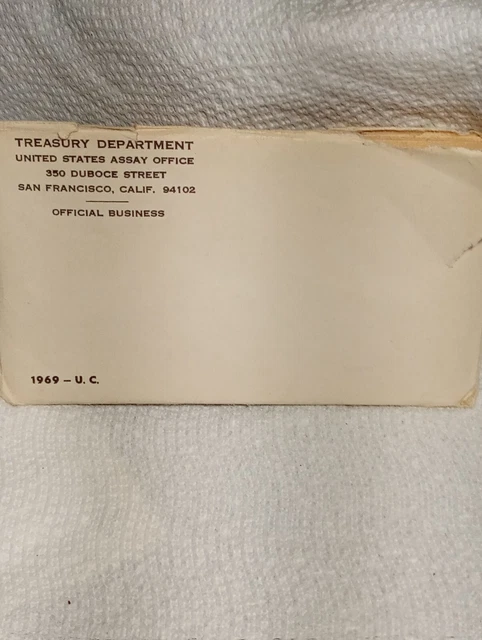 TREASURY DEPARTMENT
UNITED STATES ASSAY OFFICE
350 DUBOCE STREET
SAN FRANCISCO, CALIF. 94102
OFFICIAL BUSINESS
1969 – U. C.